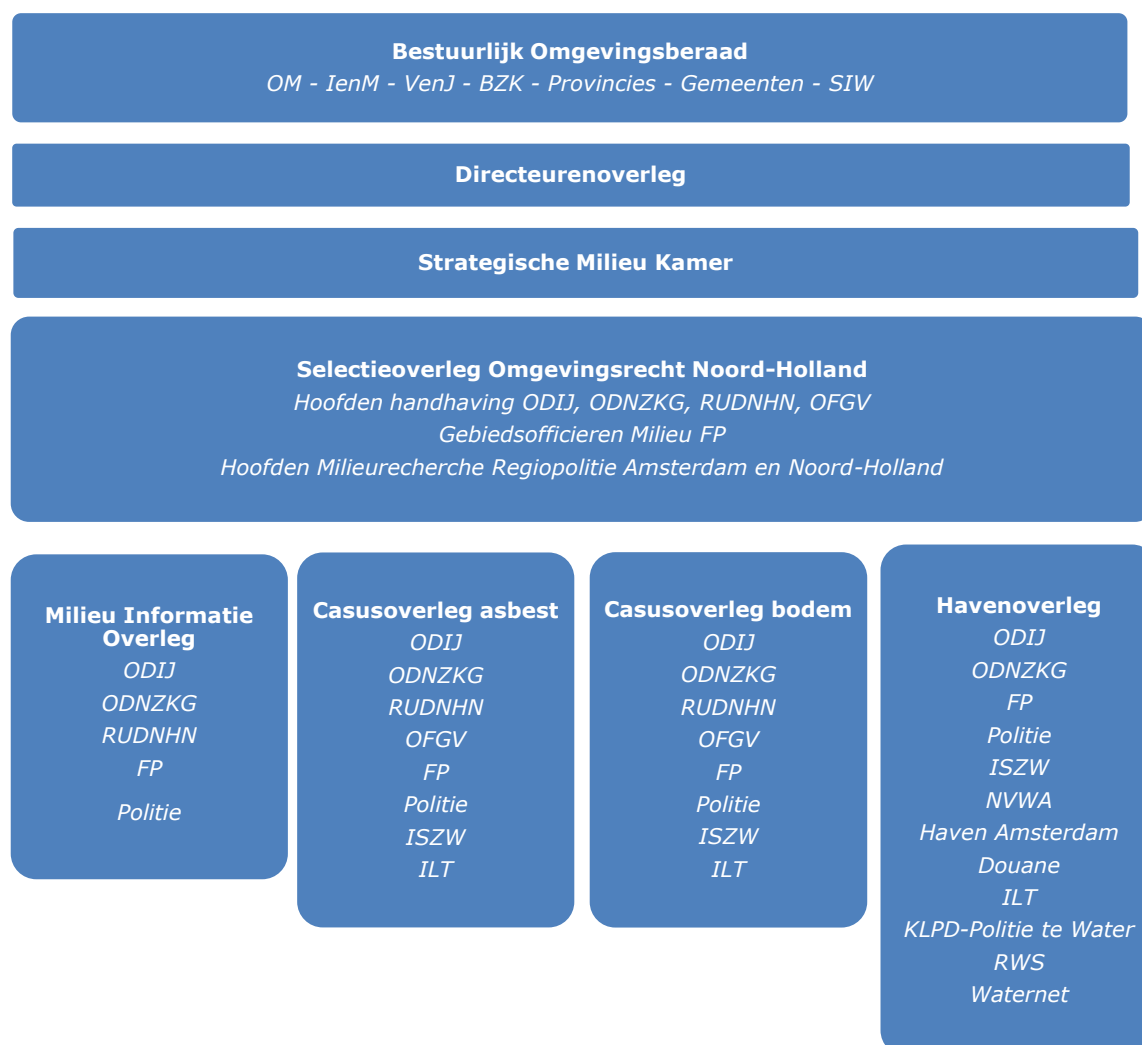 Bestuurlijk Omgevingsberaad
OM - IenM - VenJ - BZK - Provincies - Gemeenten - SIW
Directeurenoverleg
Strategische Milieu Kamer
Selectieoverleg Omgevingsrecht Noord-Holland
Hoofden handhaving ODIJ, ODNZKG, RUDNHN, OFGV
Gebiedsofficieren Milieu FP
Hoofden Milieurecherche Regiopolitie Amsterdam en Noord-Holland
Milieu Informatie
Overleg
ODIJ
ODNZKG
RUDNHN
FP
Politie
Casusoverleg asbest
ODIJ
ODNZKG
RUDNHN
OFGV
FP
Politie
ISZW
ILT
Casusoverleg bodem
ODIJ
ODNZKG
RUDNHN
OFGV
FP
Politie
ISZW
ILT
Havenoverleg
ODIJ
ODNZKG
FP
Politie
ISZW
NVWA
Haven Amsterdam
Douane
ILT
KLPD-Politie te Water
RWS
Waternet